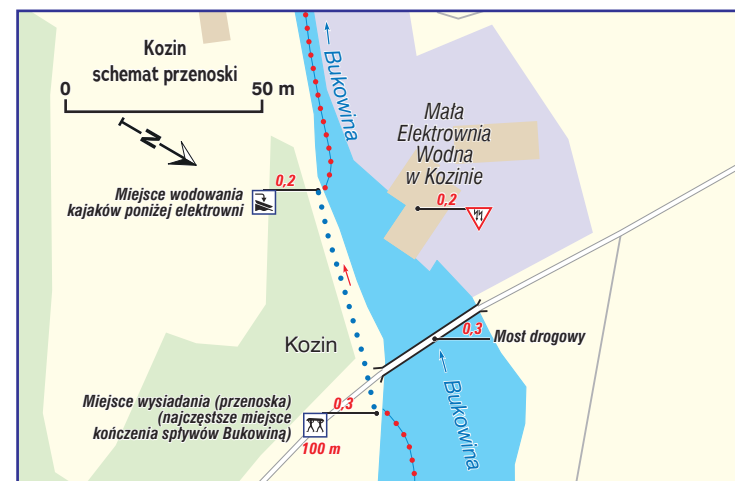 Kozin
schemat przenoski
0 50 m
N
Bukowina
Mała
Elektrownia
Wodna
w Kozinie
0,2
Miejsce wodowania
kajaków poniżej elektrowni
0,2
Kozin
0,3
Most drogowy
Miejsce wysiadania (przenoska)
(najczęstsze miejsce
kończenia spływów Bukowiną)
0,3
100 m
Bukowina